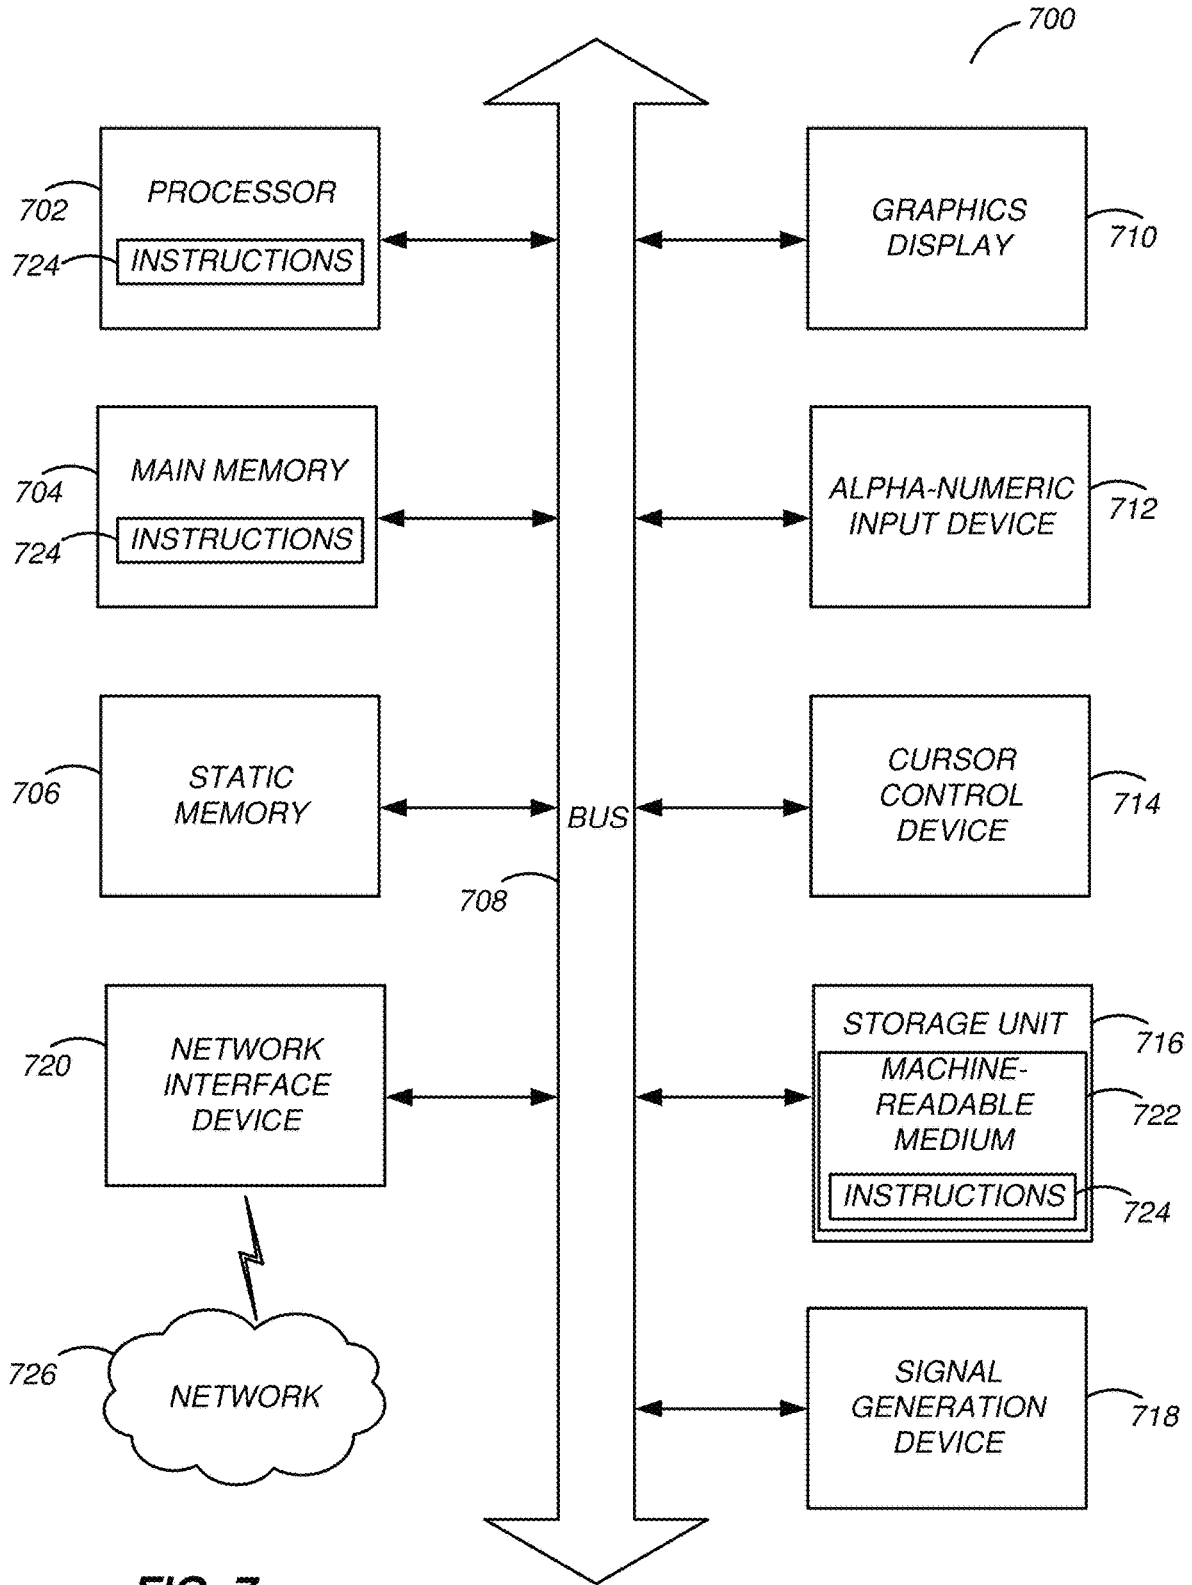 700
PROCESSOR
702
724
INSTRUCTIONS
GRAPHICS
DISPLAY
710
MAIN MEMORY
704
724
INSTRUCTIONS
ALPHA-NUMERIC
INPUT DEVICE
712
STATIC
MEMORY
706
BUS
708
CURSOR
CONTROL
DEVICE
714
NETWORK
INTERFACE
DEVICE
720
STORAGE UNIT
716
MACHINE-
READABLE
MEDIUM
722
INSTRUCTIONS
724
726
NETWORK
SIGNAL
GENERATION
DEVICE
718
FIG. 7